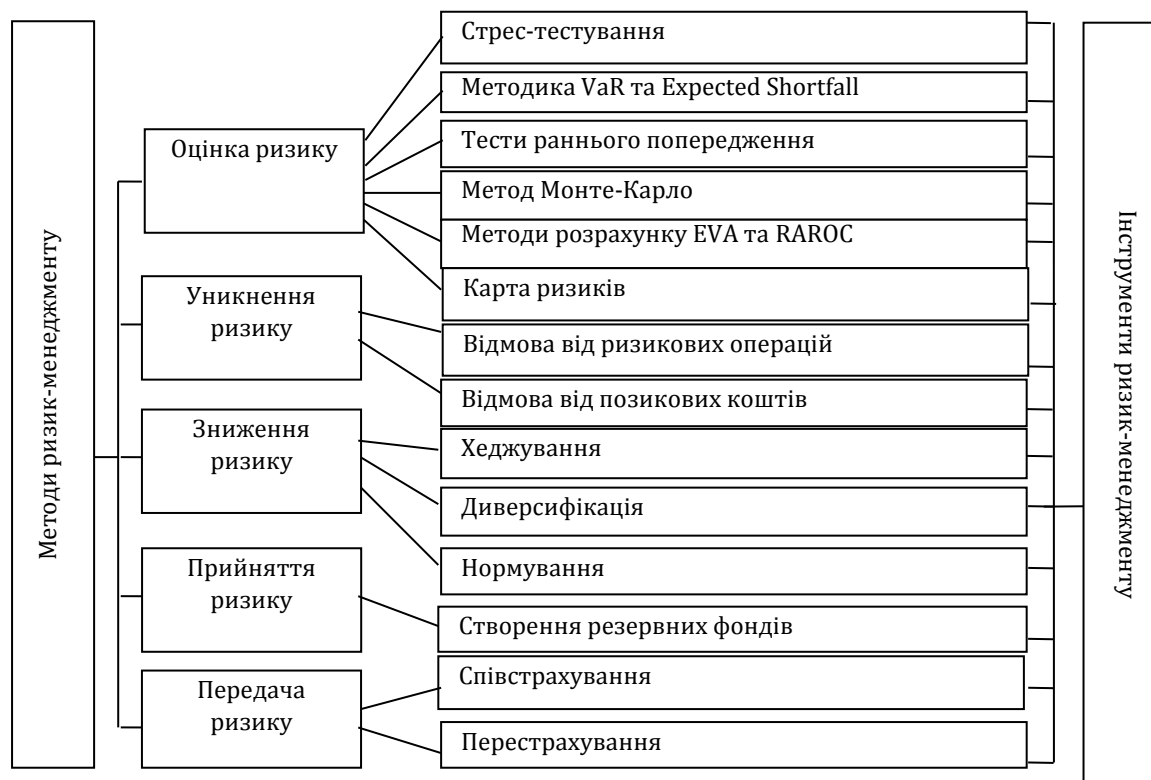 Методи ризик-менеджменту
Оцінка ризику
Стрес-тестування
Методика VaR та Expected Shortfall
Тести раннього попередження
Метод Монте-Карло
Методи розрахунку EVA та RAROC
Карта ризиків
Уникнення
ризику
Відмова від ризикових операцій
Відмова від позикових коштів
Зниження
ризику
Хеджування
Диверсифікація
Нормування
Прийняття
ризику
Створення резервних фондів
Передача
ризику
Співстрахування
Перестрахування
Інструменти ризик-менеджменту